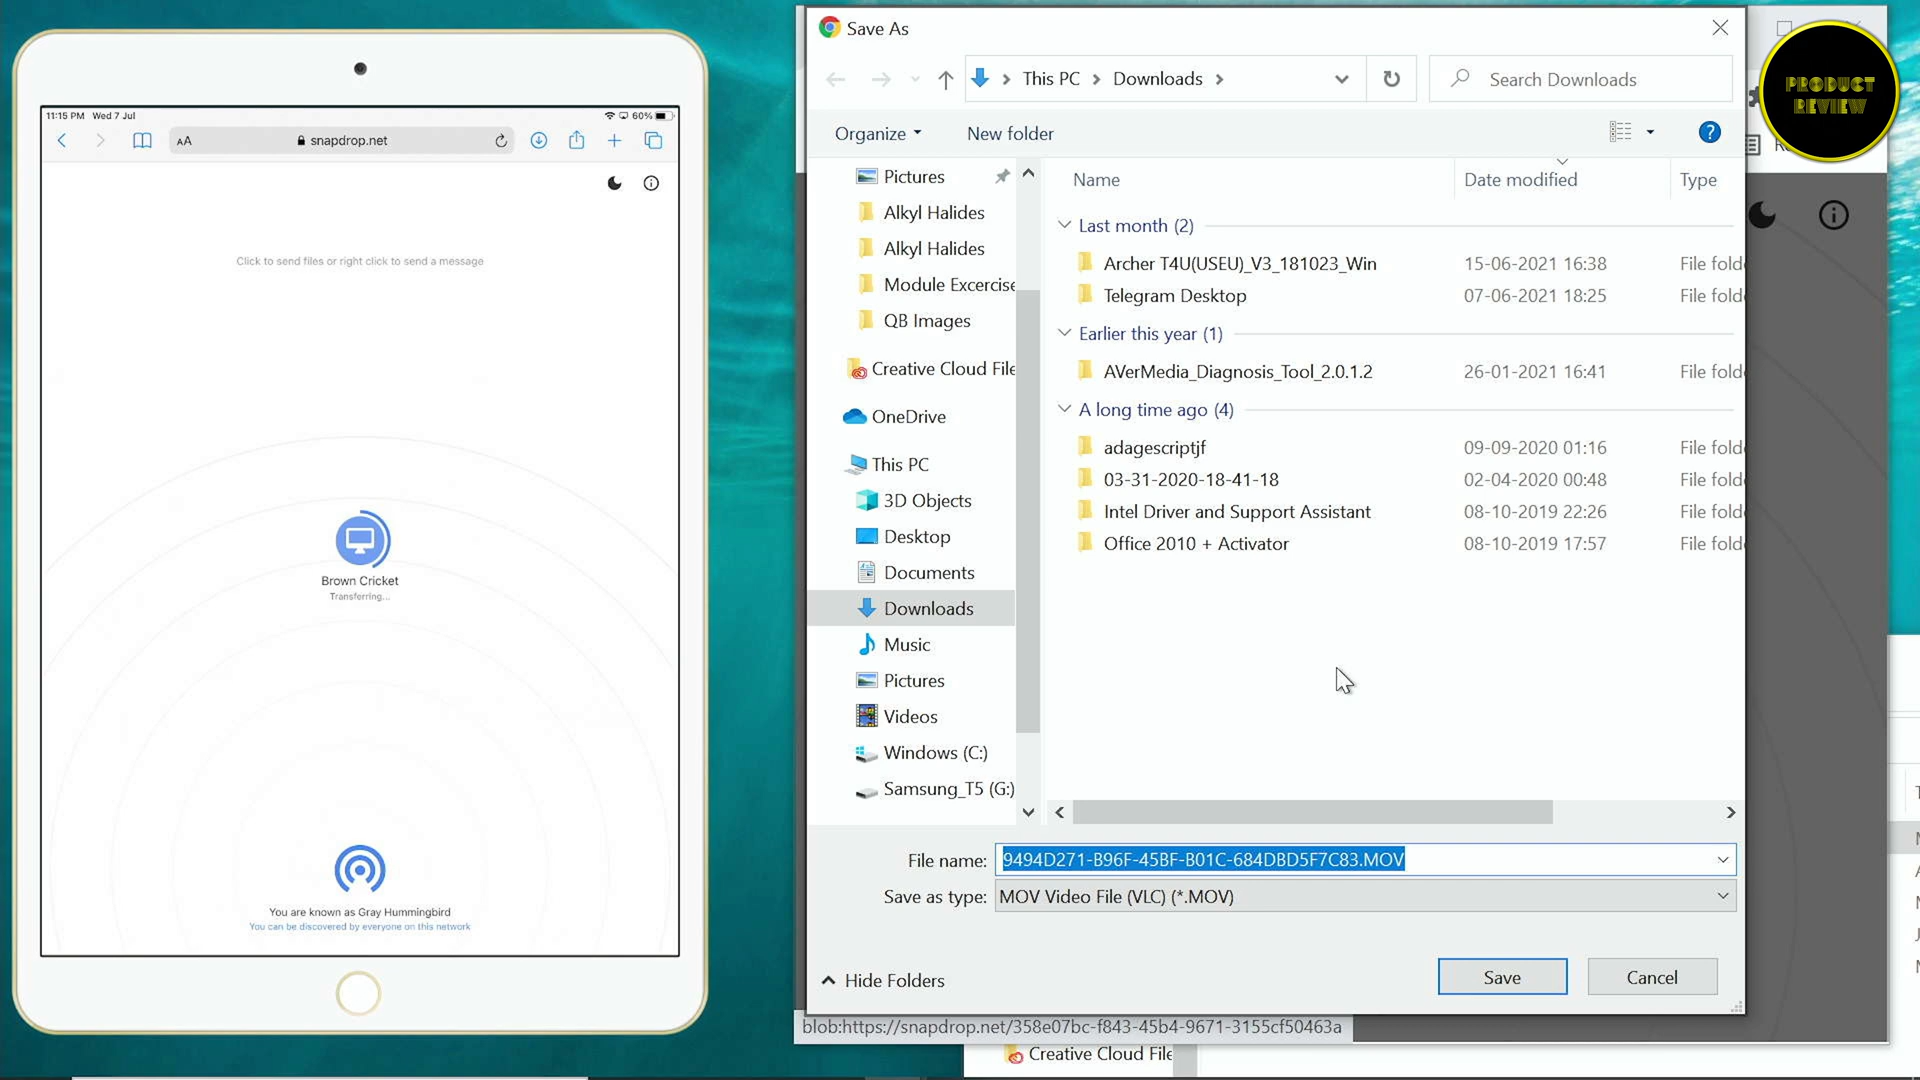 11:15 PM Wed 7 Jul
60%
AA
snapdrop.net
Click to send files or right click to send a message
Brown Cricket
Transferring...
You are known as Gray Hummingbird
You can be discovered by everyone on this network
Save As
This PC
Downloads
Search Downloads
Organize
New folder
?
PRODUCT
REVIEW
Pictures
Alkyl Halides
Alkyl Halides
Module Excercise
QB Images
Creative Cloud File
OneDrive
This PC
3D Objects
Desktop
Documents
Downloads
Music
Pictures
Videos
Windows (C:)
Samsung_T5 (G:)
Name Date modified Type
Last month (2)
Archer T4U(USEU)_V3_181023_Win 15-06-2021 16:38 File fold
Telegram Desktop 07-06-2021 18:25 File fold
Earlier this year (1)
AVerMedia_Diagnosis_Tool_2.0.1.2 26-01-2021 16:41 File fold
A long time ago (4)
adagescriptjf 09-09-2020 01:16 File fold
03-31-2020-18-41-18 02-04-2020 00:48 File fold
Intel Driver and Support Assistant 08-10-2019 22:26 File fold
Office 2010 + Activator 08-10-2019 17:57 File fold
File name: 9494D271-B96F-45BF-B01C-684DBD5F7C83.MOV
Save as type: MOV Video File (VLC) (*.MOV)
Hide Folders
Save
Cancel
blob:https://snapdrop.net/358e07bc-f843-45b4-9671-3155cf50463a
Creative Cloud File